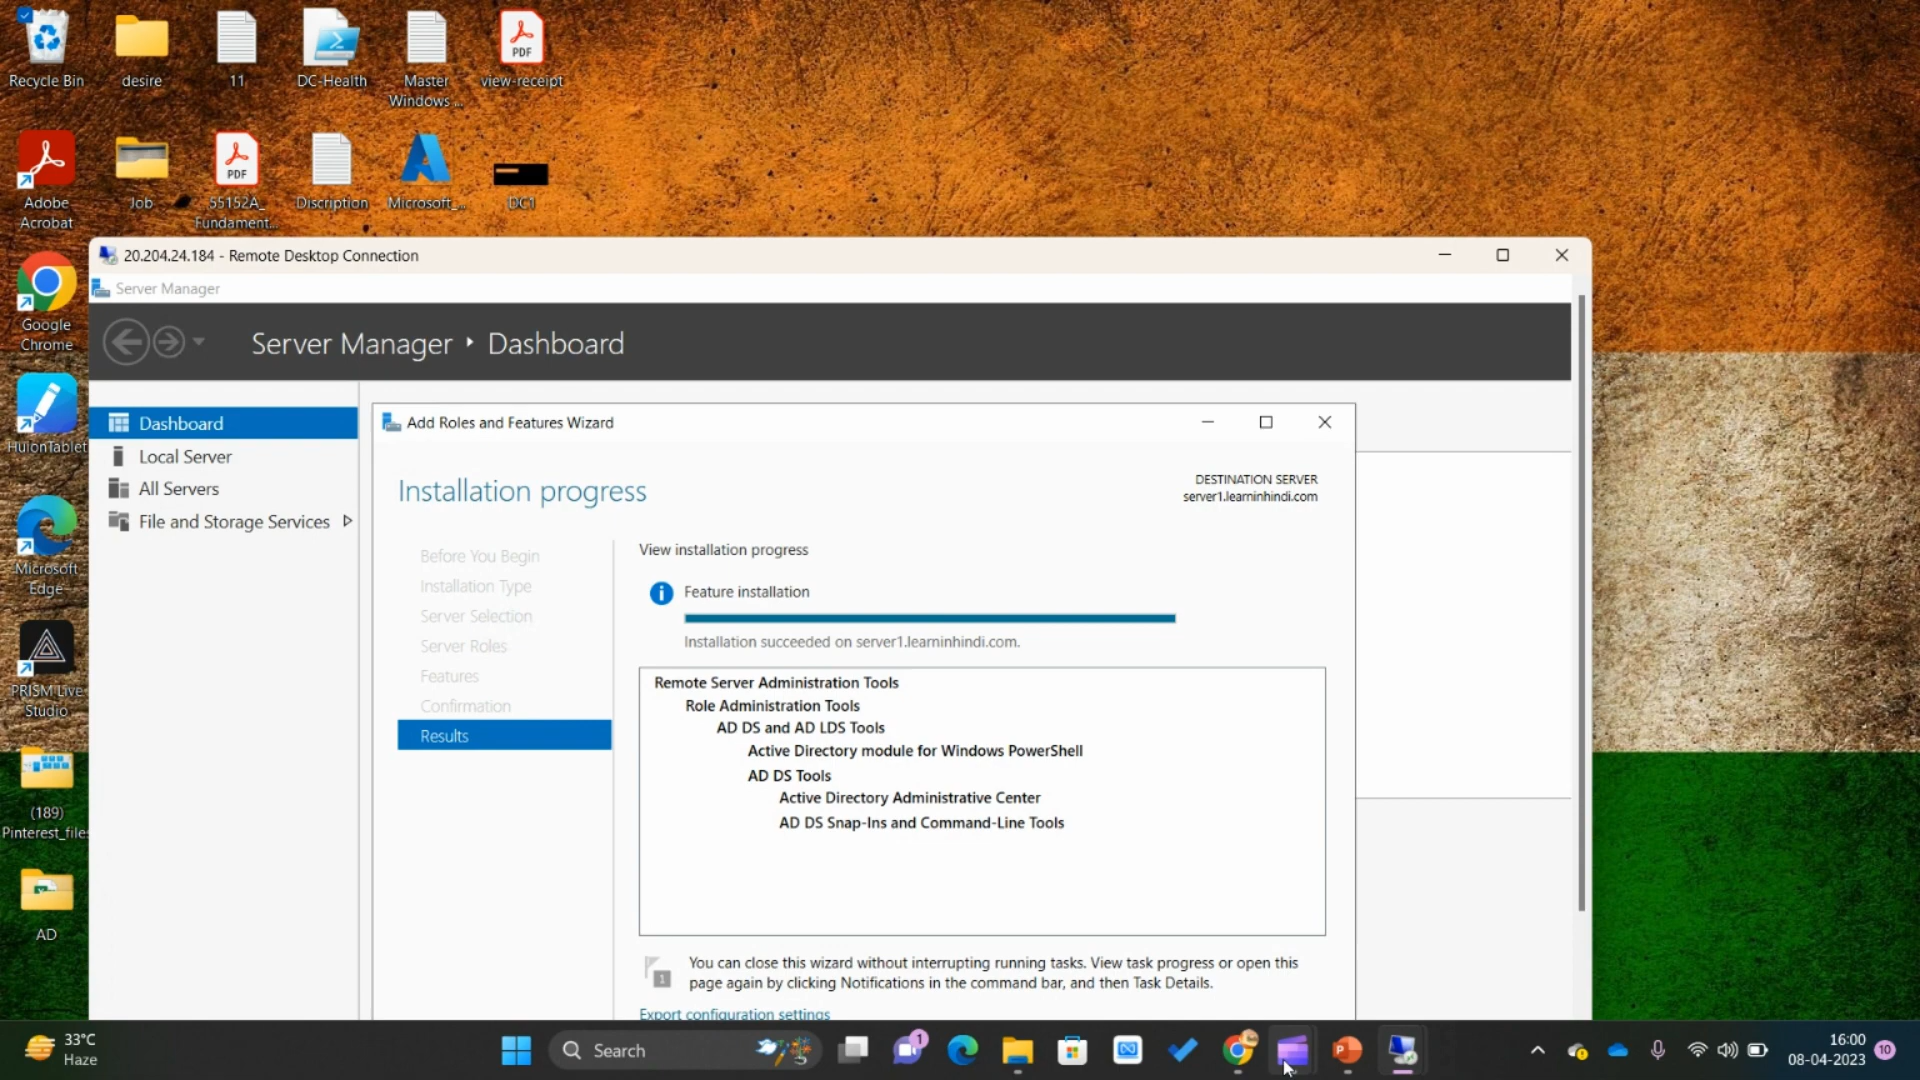 Recycle Bin
desire
11
DC-Health
Master
Windows ...
PDF
view-receipt
Adobe
Acrobat
Job
PDF
55152A_
Fundament...
Discription
Microsoft_...
DC1
Google
Chrome
HuionTablet
Microsoft
Edge
PRISM Live
Studio
(189)
Pinterest_files
AD
20.204.24.184 - Remote Desktop Connection
Server Manager
Server Manager ‣ Dashboard
Dashboard
Local Server
All Servers
File and Storage Services
Add Roles and Features Wizard
Installation progress
DESTINATION SERVER
server1.learninhindi.com
Before You Begin
Installation Type
Server Selection
Server Roles
Features
Confirmation
Results
View installation progress
Feature installation
Installation succeeded on server1.learninhindi.com.
Remote Server Administration Tools
Role Administration Tools
AD DS and AD LDS Tools
Active Directory module for Windows PowerShell
AD DS Tools
Active Directory Administrative Center
AD DS Snap-Ins and Command-Line Tools
1
You can close this wizard without interrupting running tasks. View task progress or open this
page again by clicking Notifications in the command bar, and then Task Details.
Export configuration settings
33°C
Haze
Search
1
16:00
08-04-2023
10